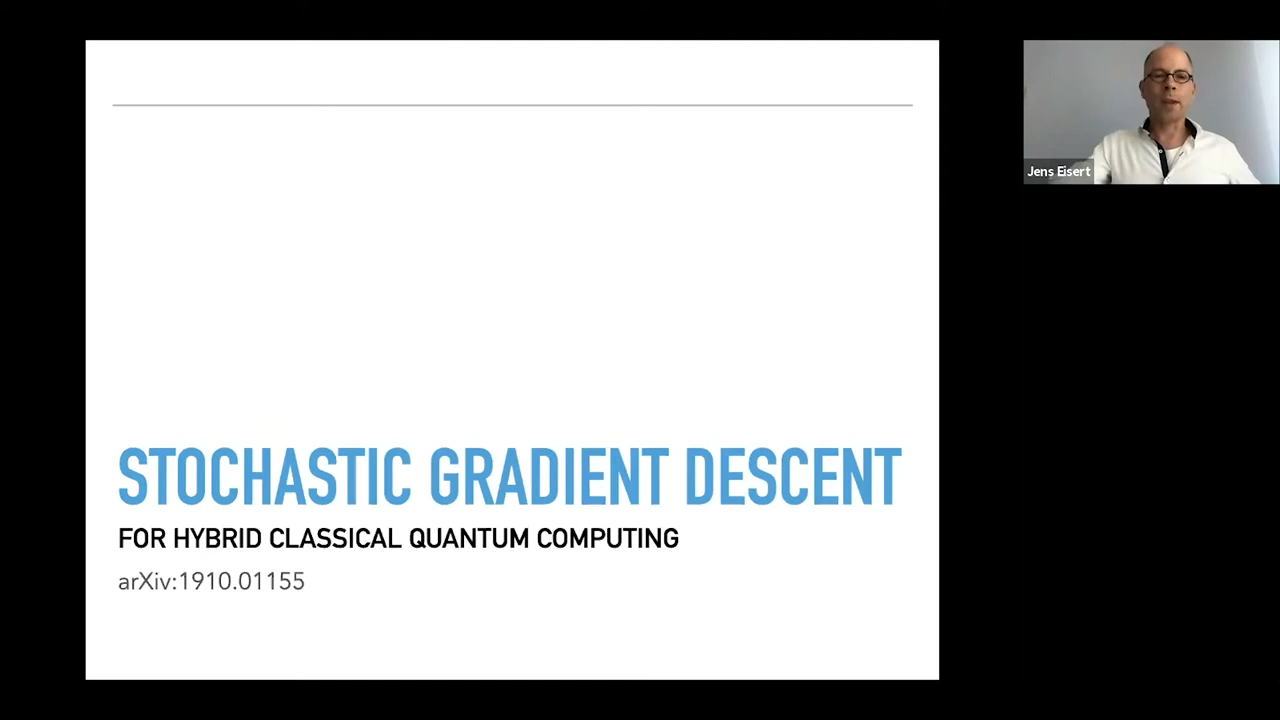 STOCHASTIC GRADIENT DESCENT
FOR HYBRID CLASSICAL QUANTUM COMPUTING
arXiv:1910.01155
Jens Eisert